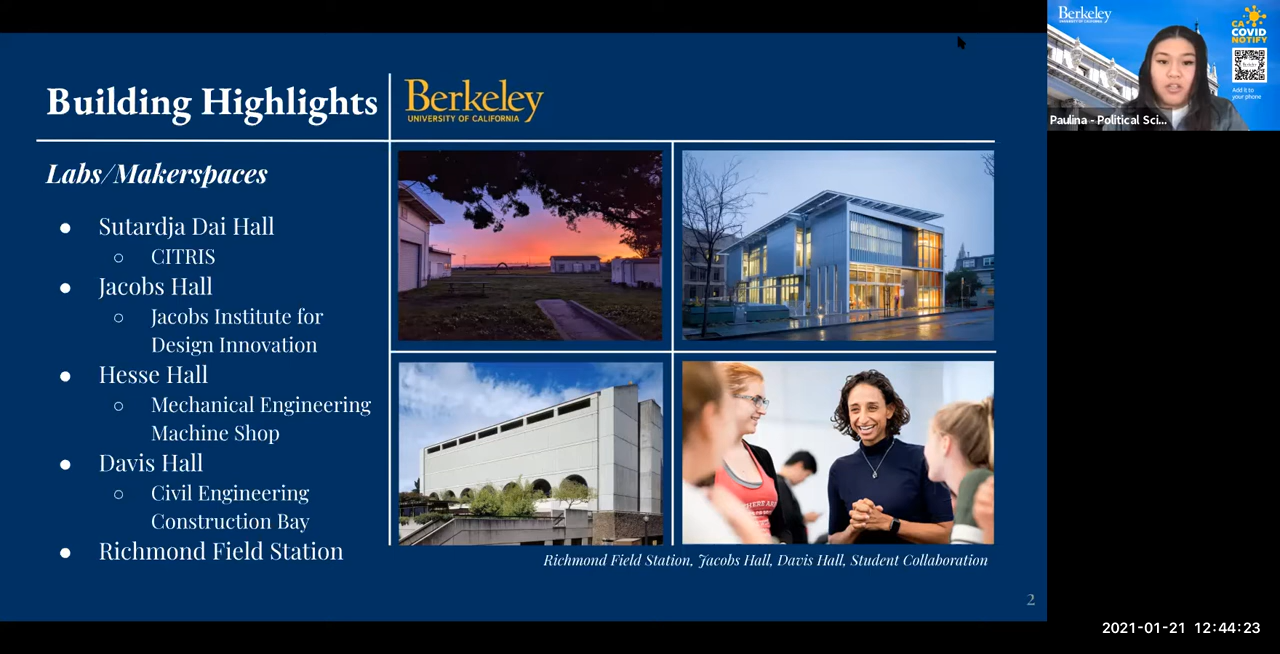 Building Highlights
Berkeley
UNIVERSITY OF CALIFORNIA
Labs/Makerspaces
● Sutardja Dai Hall
○ CITRIS
● Jacobs Hall
○ Jacobs Institute for
Design Innovation
● Hesse Hall
○ Mechanical Engineering
Machine Shop
● Davis Hall
○ Civil Engineering
Construction Bay
● Richmond Field Station
THERE ARE
Richmond Field Station, Jacobs Hall, Davis Hall, Student Collaboration
2
Berkeley
CA
COVID
NOTIFY
Add it to
your phone
Paulina - Political Sci...
2021-01-21 12:44:23